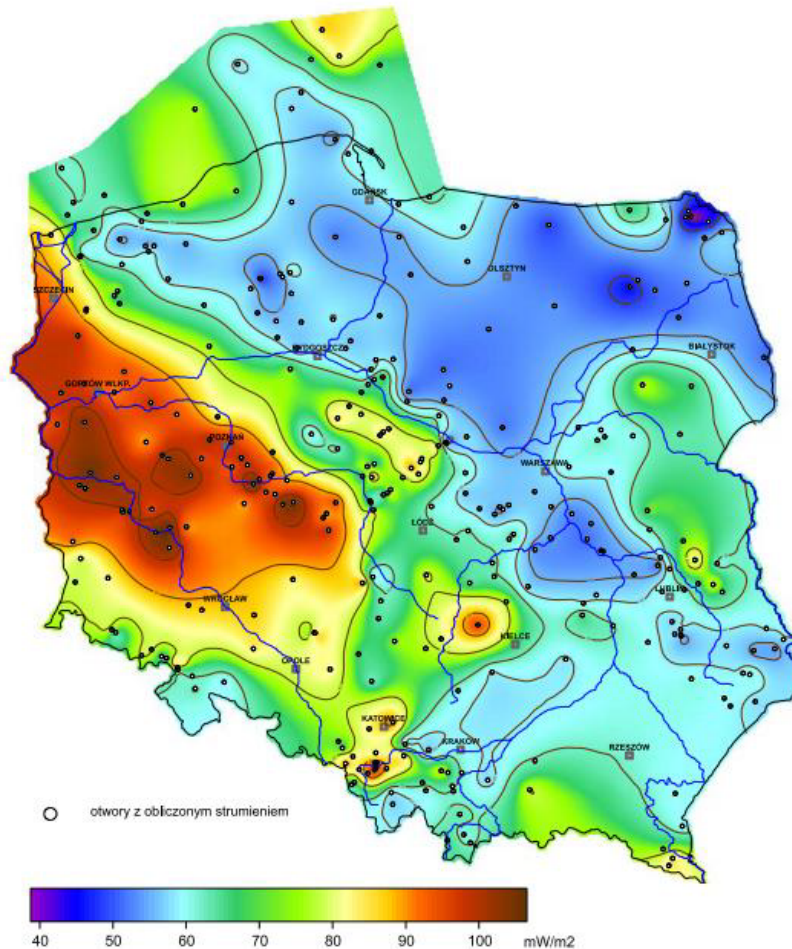 GDAŃSK
OLSZTYN
SZCZECIN
BYDGOSZCZ
BIAŁYSTOK
GORZÓW WLKP.
POZNAŃ
WARSZAWA
ŁÓDŹ
LUBLIN
WROCŁAW
KIELCE
OPOLE
KATOWICE
KRAKÓW
RZESZÓW
otwory z obliczonym strumieniem
40 50 60 70 80 90 100 mW/m2